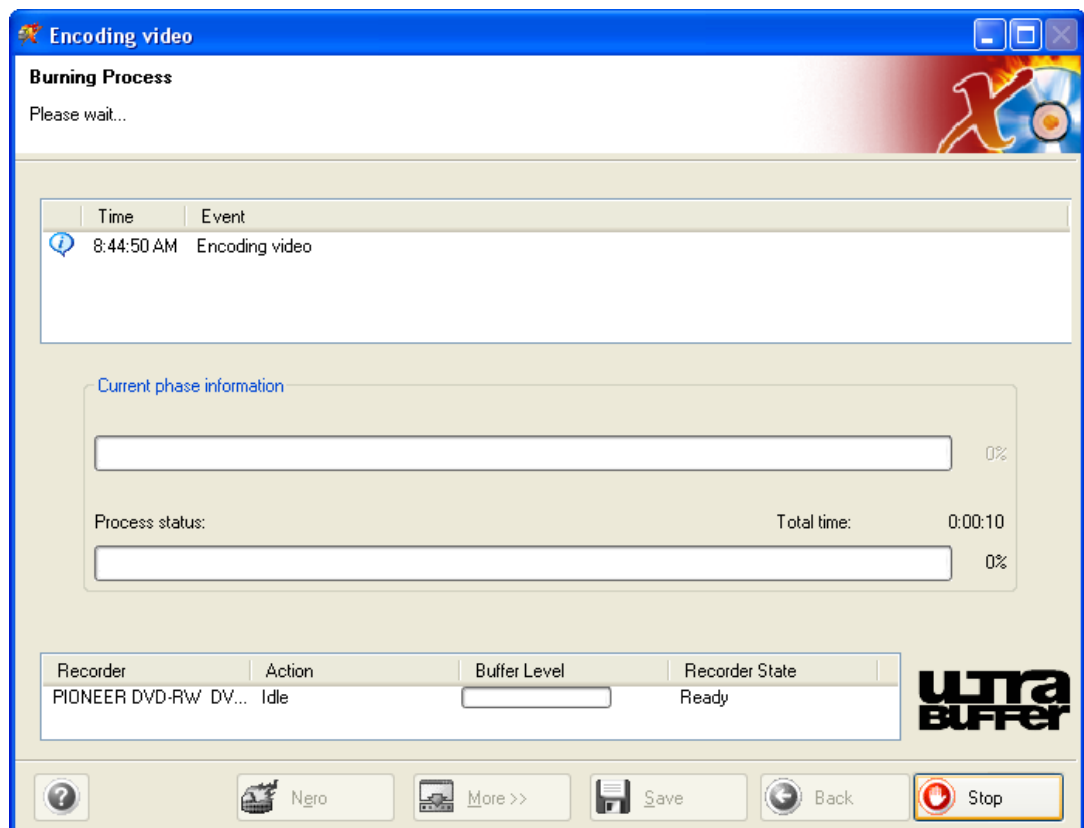 Encoding video
Burning Process
Please wait...
Time Event
8:44:50 AM Encoding video
Current phase information
0%
Process status: Total time: 0:00:10
0%
Recorder Action Buffer Level Recorder State
PIONEER DVD-RW DV... Idle Ready
ultra
BUFFer
Nero More >> Save Back Stop